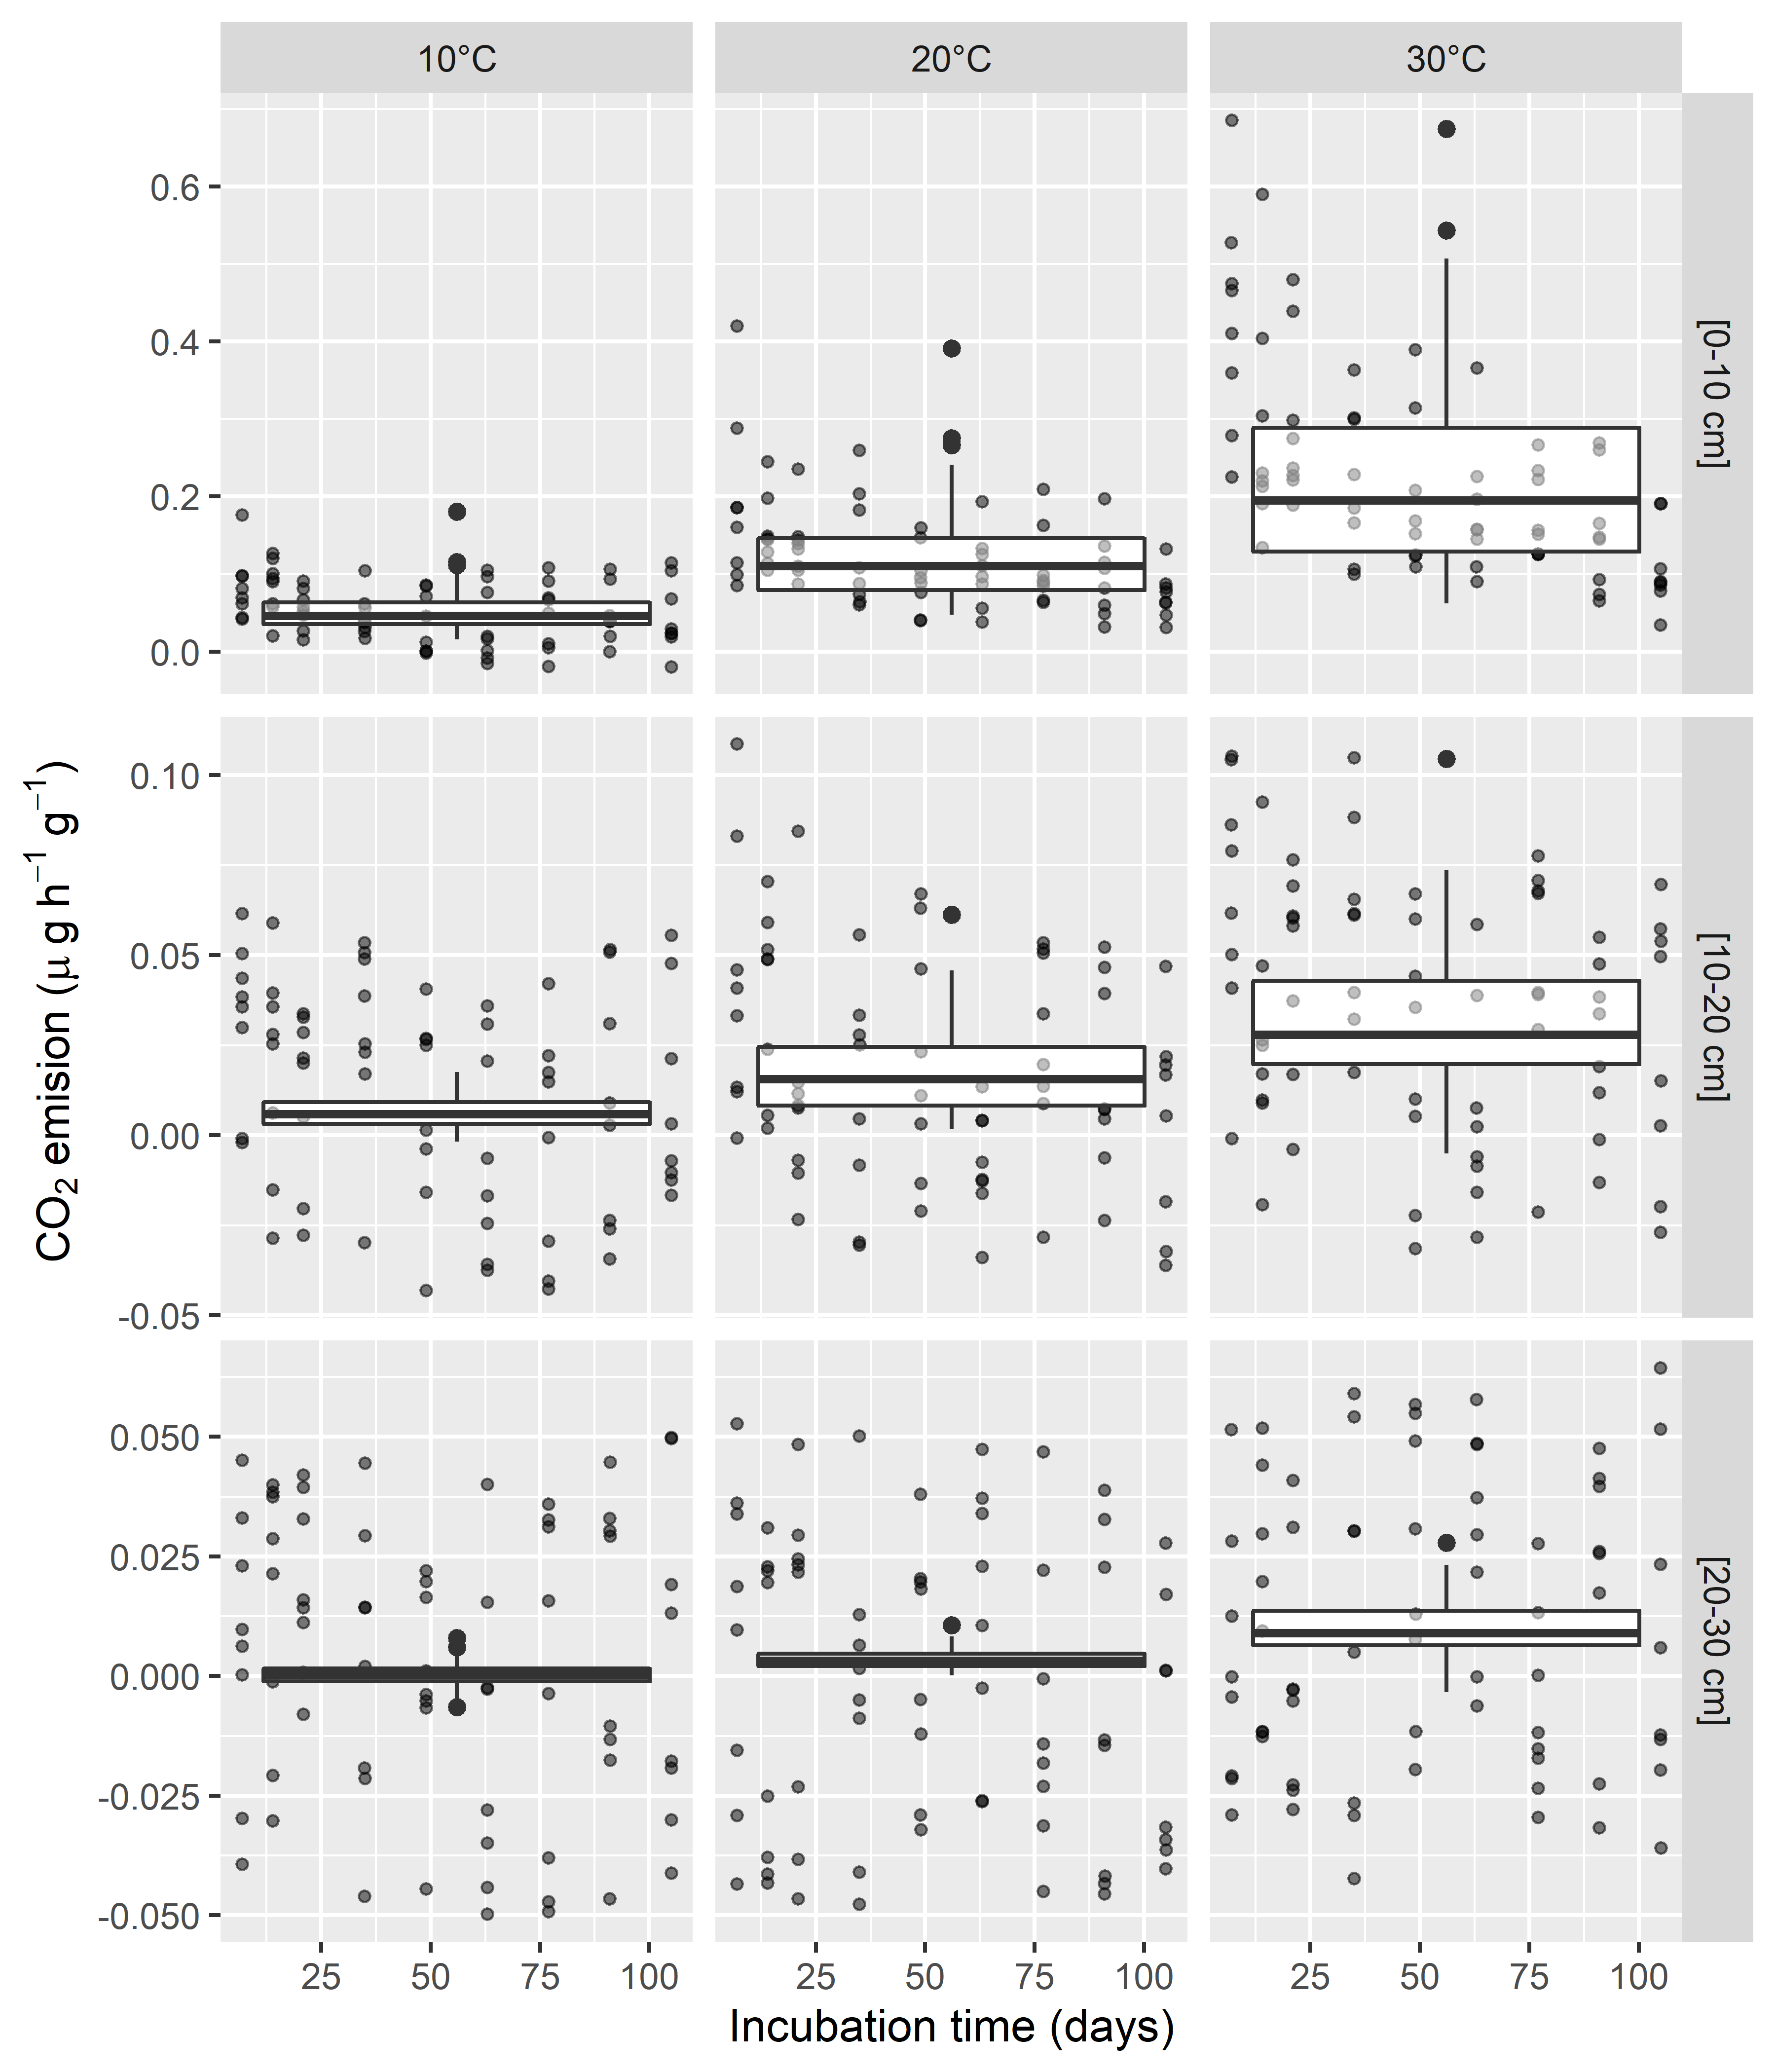 10°C
20°C
30°C
0.6
0.4
0.2
0.0
[0-10 cm]
0.10
0.05
0.00
-0.05
[10-20 cm]
0.050
0.025
0.000
-0.025
-0.050
[20-30 cm]
CO₂ emision (μ g h⁻¹ g⁻¹)
25 50 75 100 25 50 75 100 25 50 75 100
Incubation time (days)